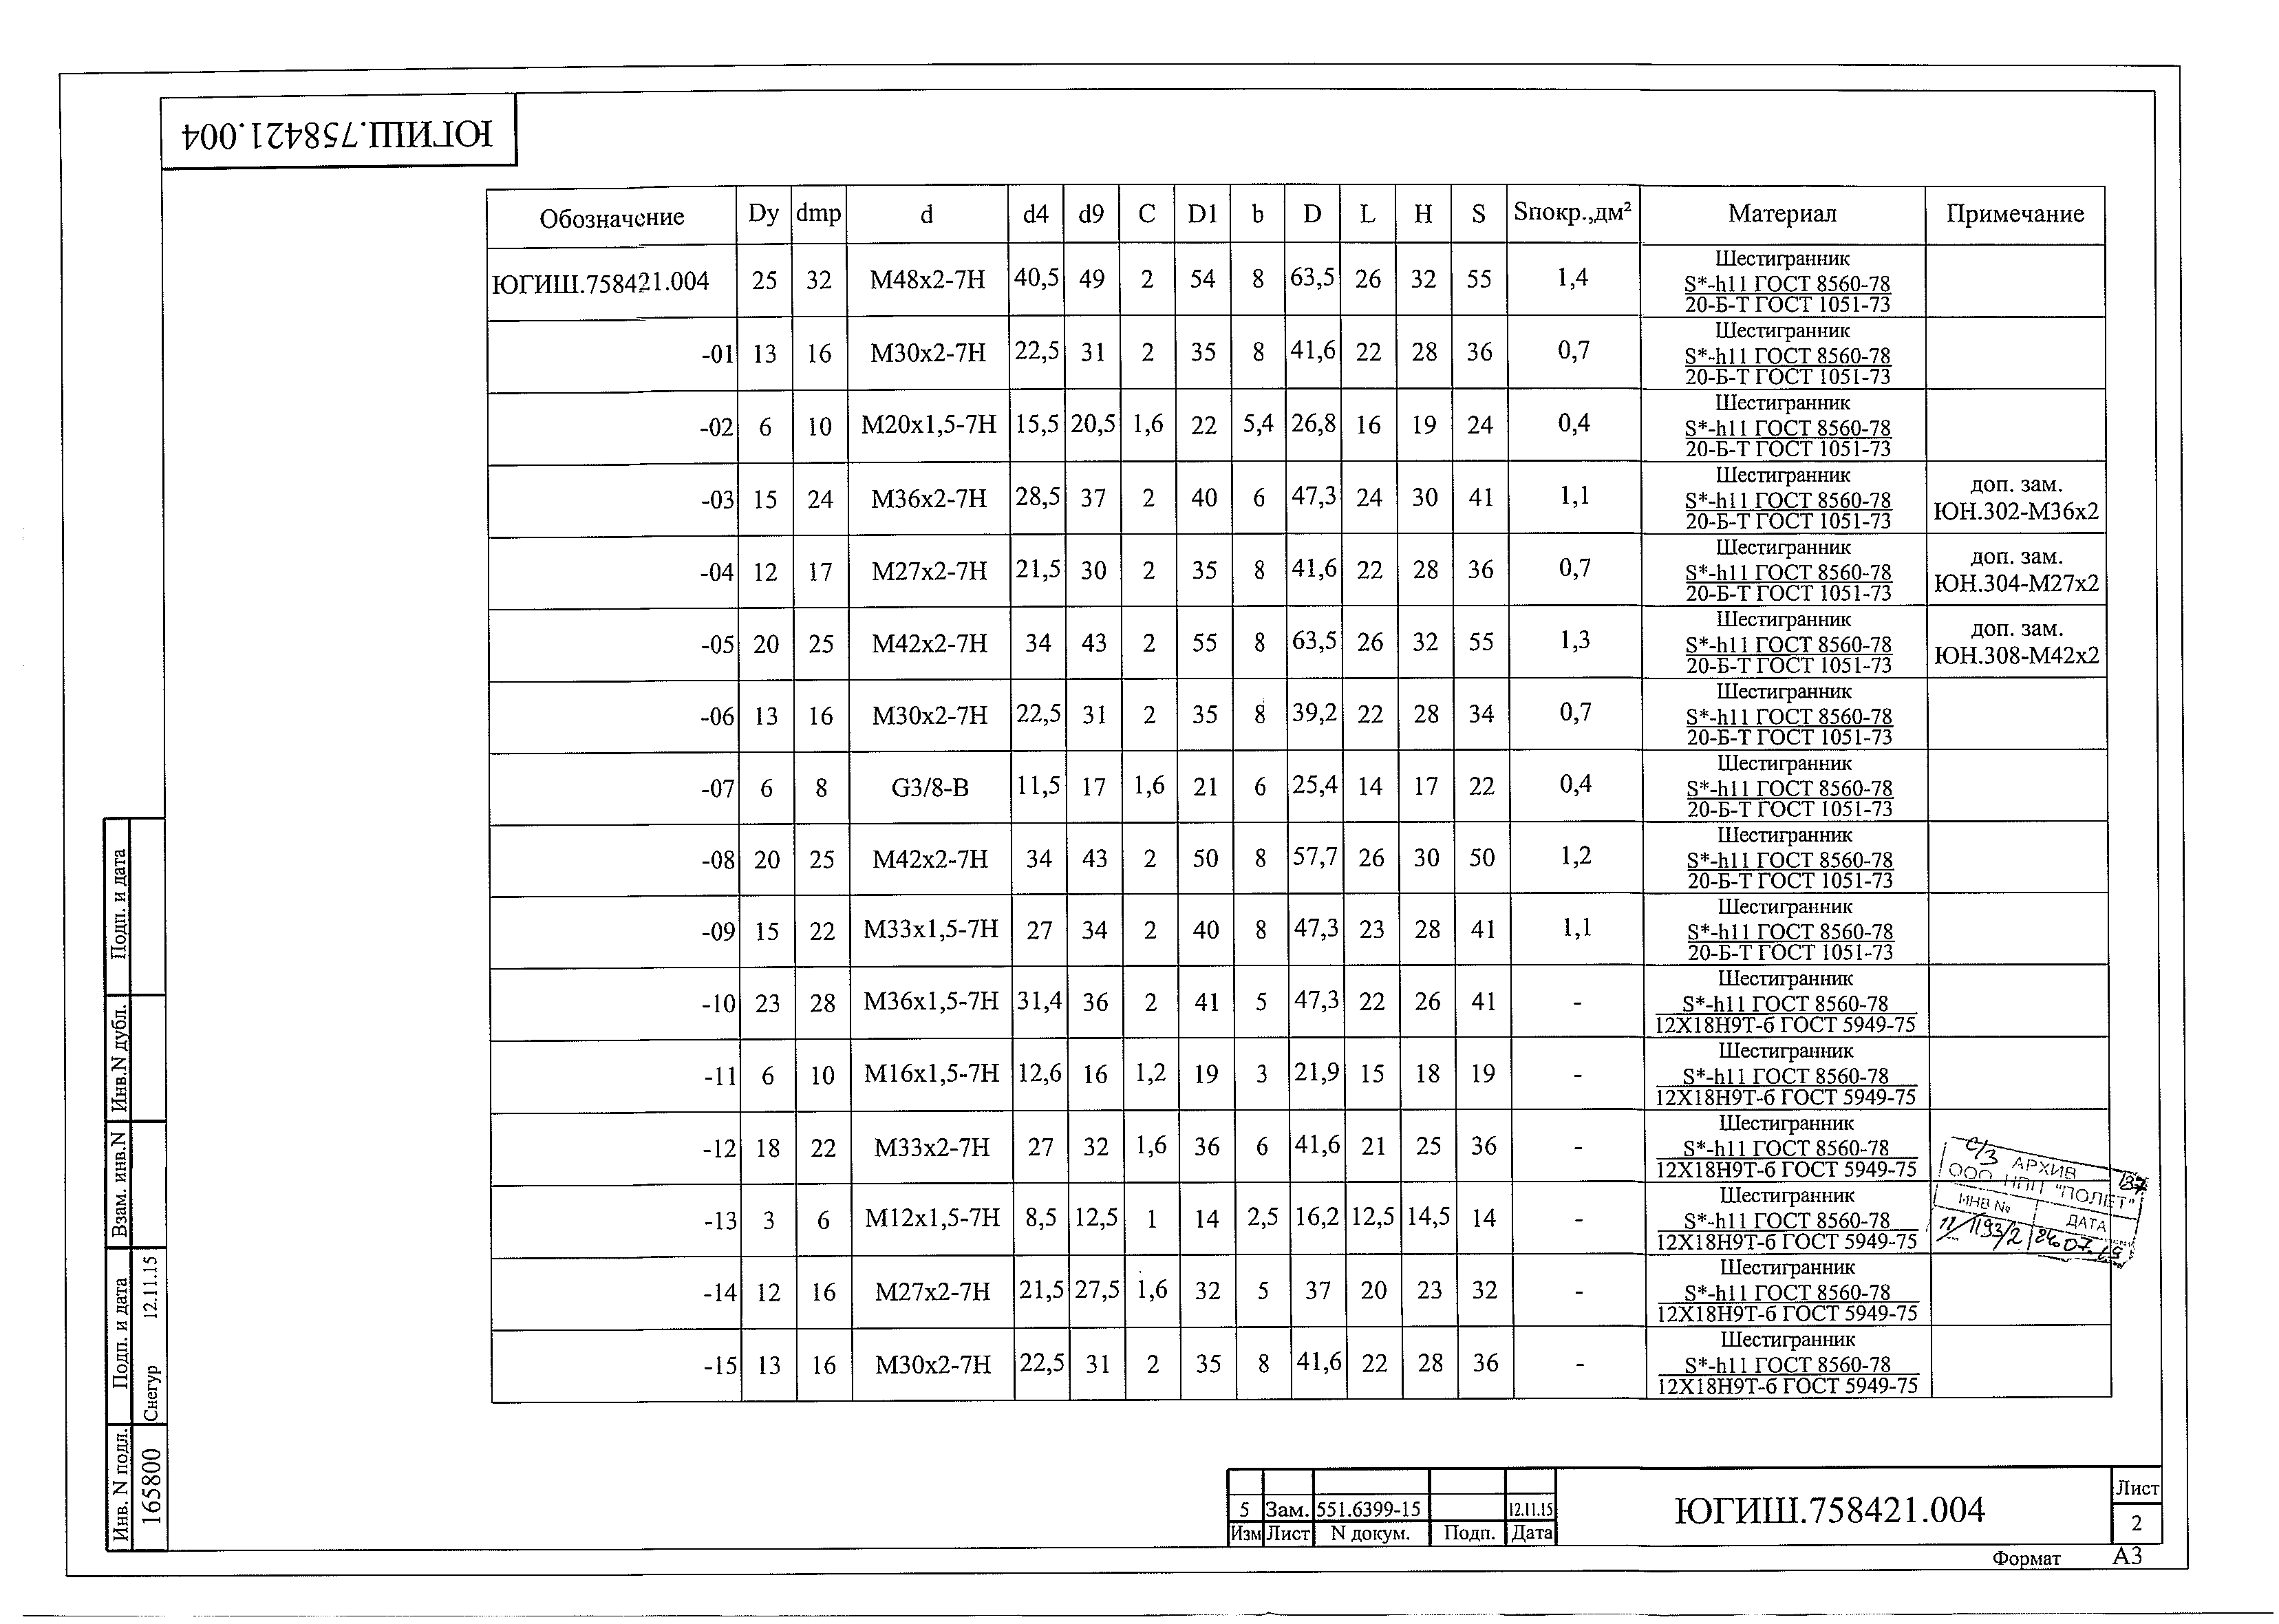 ЮГИШ.758421.004
Обозначение Dу dтр d d4 d9 C D1 b D L H S Sпокр.,дм² Материал Примечание
ЮГИШ.758421.004 25 32 М48х2-7Н 40,5 49 2 54 8 63,5 26 32 55 1,4 Шестигранник
S*-h11 ГОСТ 8560-78
20-Б-Т ГОСТ 1051-73
-01 13 16 М30х2-7Н 22,5 31 2 35 8 41,6 22 28 36 0,7 Шестигранник
S*-h11 ГОСТ 8560-78
20-Б-Т ГОСТ 1051-73
-02 6 10 М20х1,5-7Н 15,5 20,5 1,6 22 5,4 26,8 16 19 24 0,4 Шестигранник
S*-h11 ГОСТ 8560-78
20-Б-Т ГОСТ 1051-73
-03 15 24 М36х2-7Н 28,5 37 2 40 6 47,3 24 30 41 1,1 Шестигранник
S*-h11 ГОСТ 8560-78
20-Б-Т ГОСТ 1051-73
доп. зам.
ЮН.302-М36х2
-04 12 17 М27х2-7Н 21,5 30 2 35 8 41,6 22 28 36 0,7 Шестигранник
S*-h11 ГОСТ 8560-78
20-Б-Т ГОСТ 1051-73
доп. зам.
ЮН.304-М27х2
-05 20 25 М42х2-7Н 34 43 2 55 8 63,5 26 32 55 1,3 Шестигранник
S*-h11 ГОСТ 8560-78
20-Б-Т ГОСТ 1051-73
доп. зам.
ЮН.308-М42х2
-06 13 16 М30х2-7Н 22,5 31 2 35 8 39,2 22 28 34 0,7 Шестигранник
S*-h11 ГОСТ 8560-78
20-Б-Т ГОСТ 1051-73
-07 6 8 G3/8-B 11,5 17 1,6 21 6 25,4 14 17 22 0,4 Шестигранник
S*-h11 ГОСТ 8560-78
20-Б-Т ГОСТ 1051-73
-08 20 25 М42х2-7Н 34 43 2 50 8 57,7 26 30 50 1,2 Шестигранник
S*-h11 ГОСТ 8560-78
20-Б-Т ГОСТ 1051-73
-09 15 22 М33х1,5-7Н 27 34 2 40 8 47,3 23 28 41 1,1 Шестигранник
S*-h11 ГОСТ 8560-78
20-Б-Т ГОСТ 1051-73
-10 23 28 М36х1,5-7Н 31,4 36 2 41 5 47,3 22 26 41 - Шестигранник
S*-h11 ГОСТ 8560-78
12Х18Н9Т-б ГОСТ 5949-75
-11 6 10 М16х1,5-7Н 12,6 16 1,2 19 3 21,9 15 18 19 - Шестигранник
S*-h11 ГОСТ 8560-78
12Х18Н9Т-б ГОСТ 5949-75
-12 18 22 М33х2-7Н 27 32 1,6 36 6 41,6 21 25 36 - Шестигранник
S*-h11 ГОСТ 8560-78
12Х18Н9Т-б ГОСТ 5949-75
-13 3 6 М12х1,5-7Н 8,5 12,5 1 14 2,5 16,2 12,5 14,5 14 - Шестигранник
S*-h11 ГОСТ 8560-78
12Х18Н9Т-б ГОСТ 5949-75
-14 12 16 М27х2-7Н 21,5 27,5 1,6 32 5 37 20 23 32 - Шестигранник
S*-h11 ГОСТ 8560-78
12Х18Н9Т-б ГОСТ 5949-75
-15 13 16 М30х2-7Н 22,5 31 2 35 8 41,6 22 28 36 - Шестигранник
S*-h11 ГОСТ 8560-78
12Х18Н9Т-б ГОСТ 5949-75
с/з АРХИВ 137
ООО НПП "ПОЛЕТ"
ИНВ № ДАТА
11/1193/2
Подп. и дата
Инв.N дубл.
Взам. инв.N
Подп. и дата
Снегур 12.11.15
Инв. N подл.
165800
5 Зам. 551.6399-15 12.11.15
Изм Лист N докум. Подп. Дата
ЮГИШ.758421.004
Лист
2
Формат А3